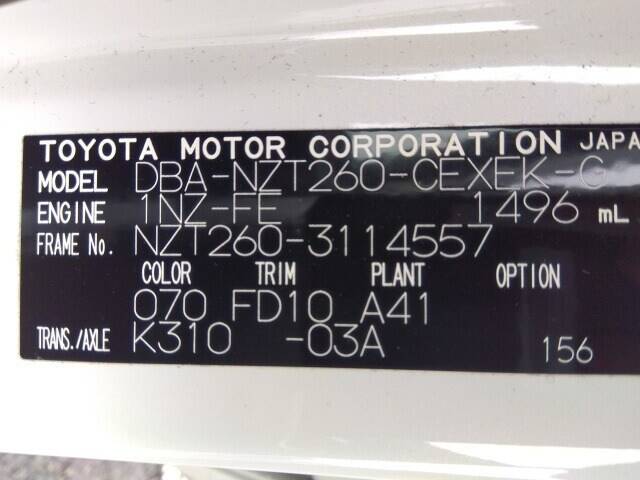 TOYOTA MOTOR CORPORATION JAPA
MODEL DBA-NZT260-CEXEK-G
ENGINE 1NZ-FE 1496 mL
FRAME No. NZT260-3114557
COLOR TRIM PLANT OPTION
070 FD10 A41
TRANS./AXLE K310 -03A 156